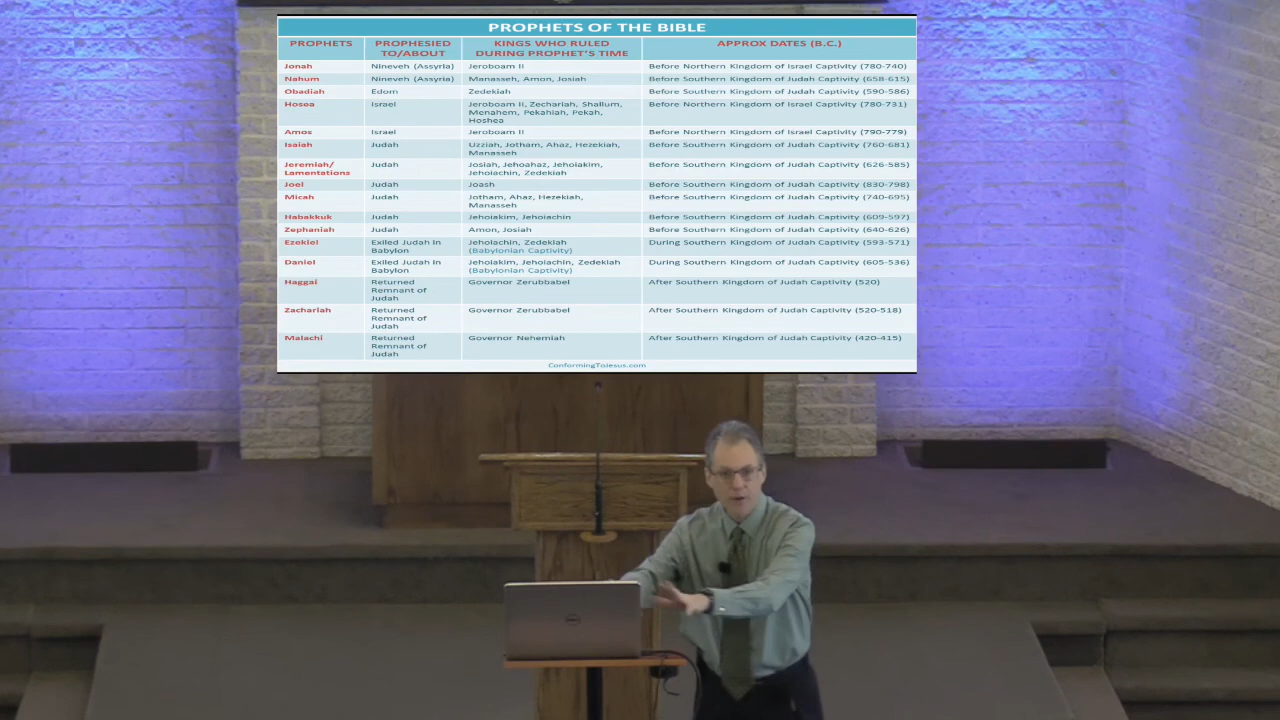 PROPHETS OF THE BIBLE
PROPHETS PROPHESIED TO/ABOUT KINGS WHO RULED DURING PROPHET'S TIME APPROX DATES (B.C.)
Jonah Nineveh (Assyria) Jeroboam II Before Northern Kingdom of Israel Captivity (780-740)
Nahum Nineveh (Assyria) Manasseh, Amon, Josiah Before Southern Kingdom of Judah Captivity (658-615)
Obadiah Edom Zedekiah Before Southern Kingdom of Judah Captivity (590-586)
Hosea Israel Jeroboam II, Zechariah, Shallum, Before Northern Kingdom of Israel Captivity (780-731)
Menahem, Pekahiah, Pekah,
Hoshea
Amos Israel Jeroboam II Before Northern Kingdom of Israel Captivity (790-779)
Isaiah Judah Uzziah, Jotham, Ahaz, Hezekiah, Before Southern Kingdom of Judah Captivity (760-681)
Manasseh
Jeremiah/ Judah Josiah, Jehoahaz, Jehoiakim, Before Southern Kingdom of Judah Captivity (626-585)
Lamentations Jehoiachin, Zedekiah
Joel Judah Joash Before Southern Kingdom of Judah Captivity (830-798)
Micah Judah Jotham, Ahaz, Hezekiah, Before Southern Kingdom of Judah Captivity (740-695)
Manasseh
Habakkuk Judah Jehoiakim, Jehoiachin Before Southern Kingdom of Judah Captivity (609-597)
Zephaniah Judah Amon, Josiah Before Southern Kingdom of Judah Captivity (640-626)
Ezekiel Exiled Judah in Jehoiachin, Zedekiah During Southern Kingdom of Judah Captivity (593-571)
Babylon (Babylonian Captivity)
Daniel Exiled Judah in Jehoiakim, Jehoiachin, Zedekiah During Southern Kingdom of Judah Captivity (605-536)
Babylon (Babylonian Captivity)
Haggai Returned Governor Zerubbabel After Southern Kingdom of Judah Captivity (520)
Remnant of
Judah
Zachariah Returned Governor Zerubbabel After Southern Kingdom of Judah Captivity (520-518)
Remnant of
Judah
Malachi Returned Governor Nehemiah After Southern Kingdom of Judah Captivity (420-415)
Remnant of
Judah
ConformingToJesus.com
DELL